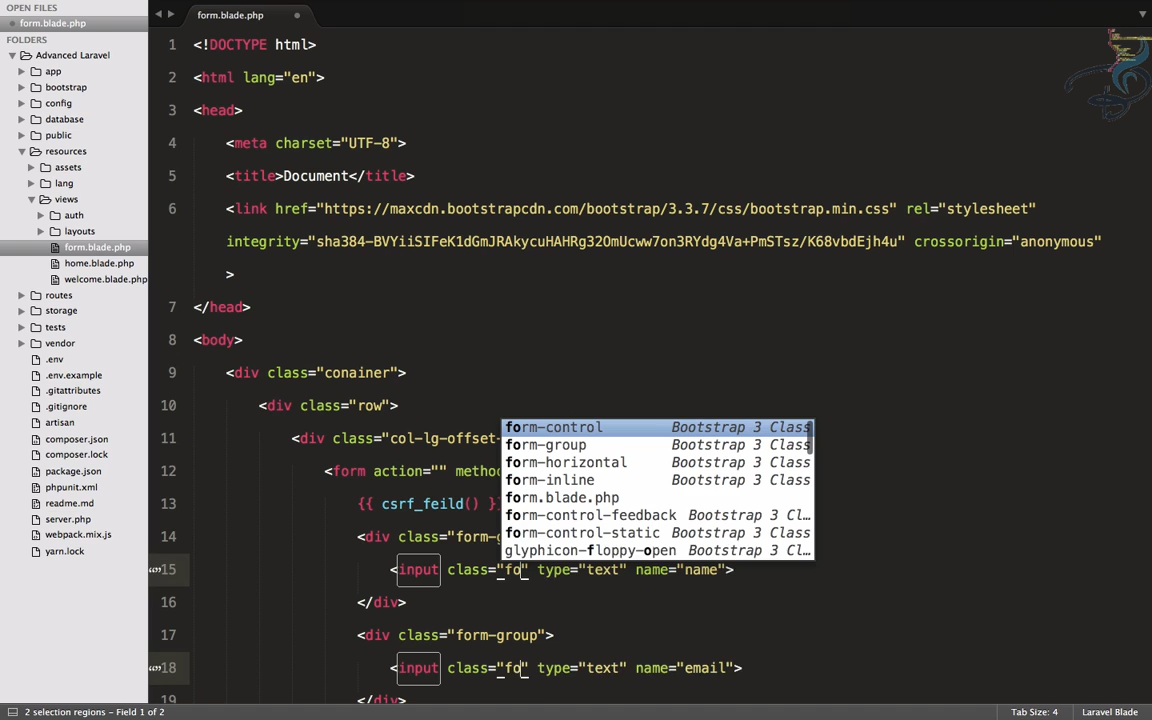 OPEN FILES
form.blade.php
FOLDERS
Advanced Laravel
app
bootstrap
config
database
public
resources
assets
lang
views
auth
layouts
form.blade.php
home.blade.php
welcome.blade.php
routes
storage
tests
vendor
.env
.env.example
.gitattributes
.gitignore
artisan
composer.json
composer.lock
package.json
phpunit.xml
readme.md
server.php
webpack.mix.js
yarn.lock
form.blade.php
1 <!DOCTYPE html>
2 <html lang="en">
3 <head>
4 <meta charset="UTF-8">
5 <title>Document</title>
6 <link href="https://maxcdn.bootstrapcdn.com/bootstrap/3.3.7/css/bootstrap.min.css" rel="stylesheet"
integrity="sha384-BVYiiSIFeK1dGmJRAkycuHAHRg32OmUcww7on3RYdg4Va+PmSTsz/K68vbdEjh4u" crossorigin="anonymous"
>
7 </head>
8 <body>
9 <div class="conainer">
10 <div class="row">
11 <div class="col-lg-offset-
12 <form action="" metho
13 {{ csrf_feild() }
14 <div class="form-g
15 <input class="fo" type="text" name="name">
16 </div>
17 <div class="form-group">
18 <input class="fo" type="text" name="email">
19 </div>
form-control Bootstrap 3 Class
form-group Bootstrap 3 Class
form-horizontal Bootstrap 3 Class
form-inline Bootstrap 3 Class
form.blade.php
form-control-feedback Bootstrap 3 Cl…
form-control-static Bootstrap 3 Cl…
glyphicon-floppy-open Bootstrap 3 Cl…
2 selection regions - Field 1 of 2
Tab Size: 4
Laravel Blade